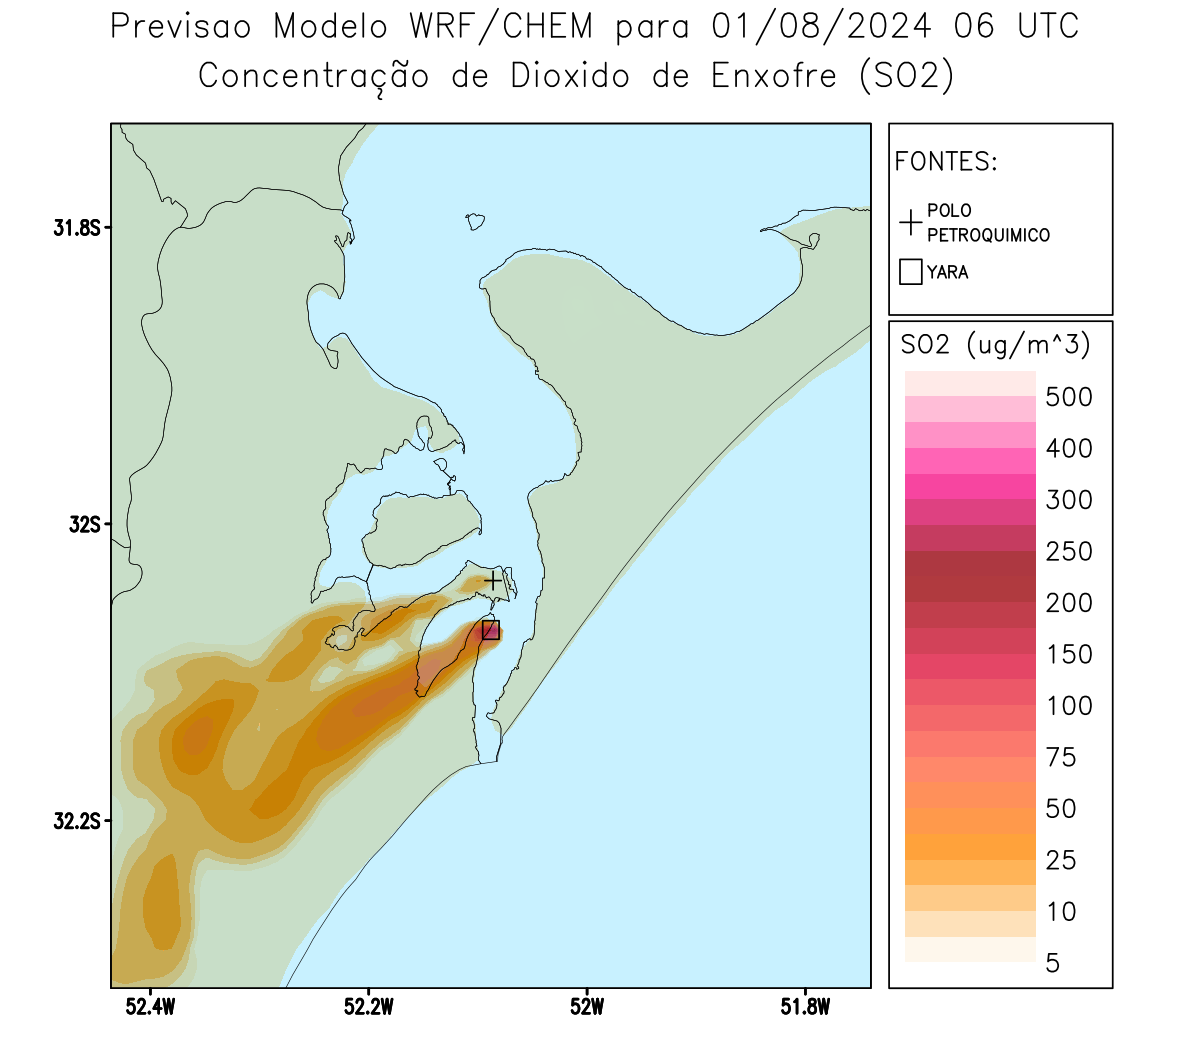 Previsao Modelo WRF/CHEM para 01/08/2024 06 UTC
Concentração de Dioxido de Enxofre (SO2)
FONTES:
POLO
PETROQUIMICO
YARA
SO2 (ug/m^3)
500
400
300
250
200
150
100
75
50
25
10
5
31.8S
32S
32.2S
52.4W
52.2W
52W
51.8W